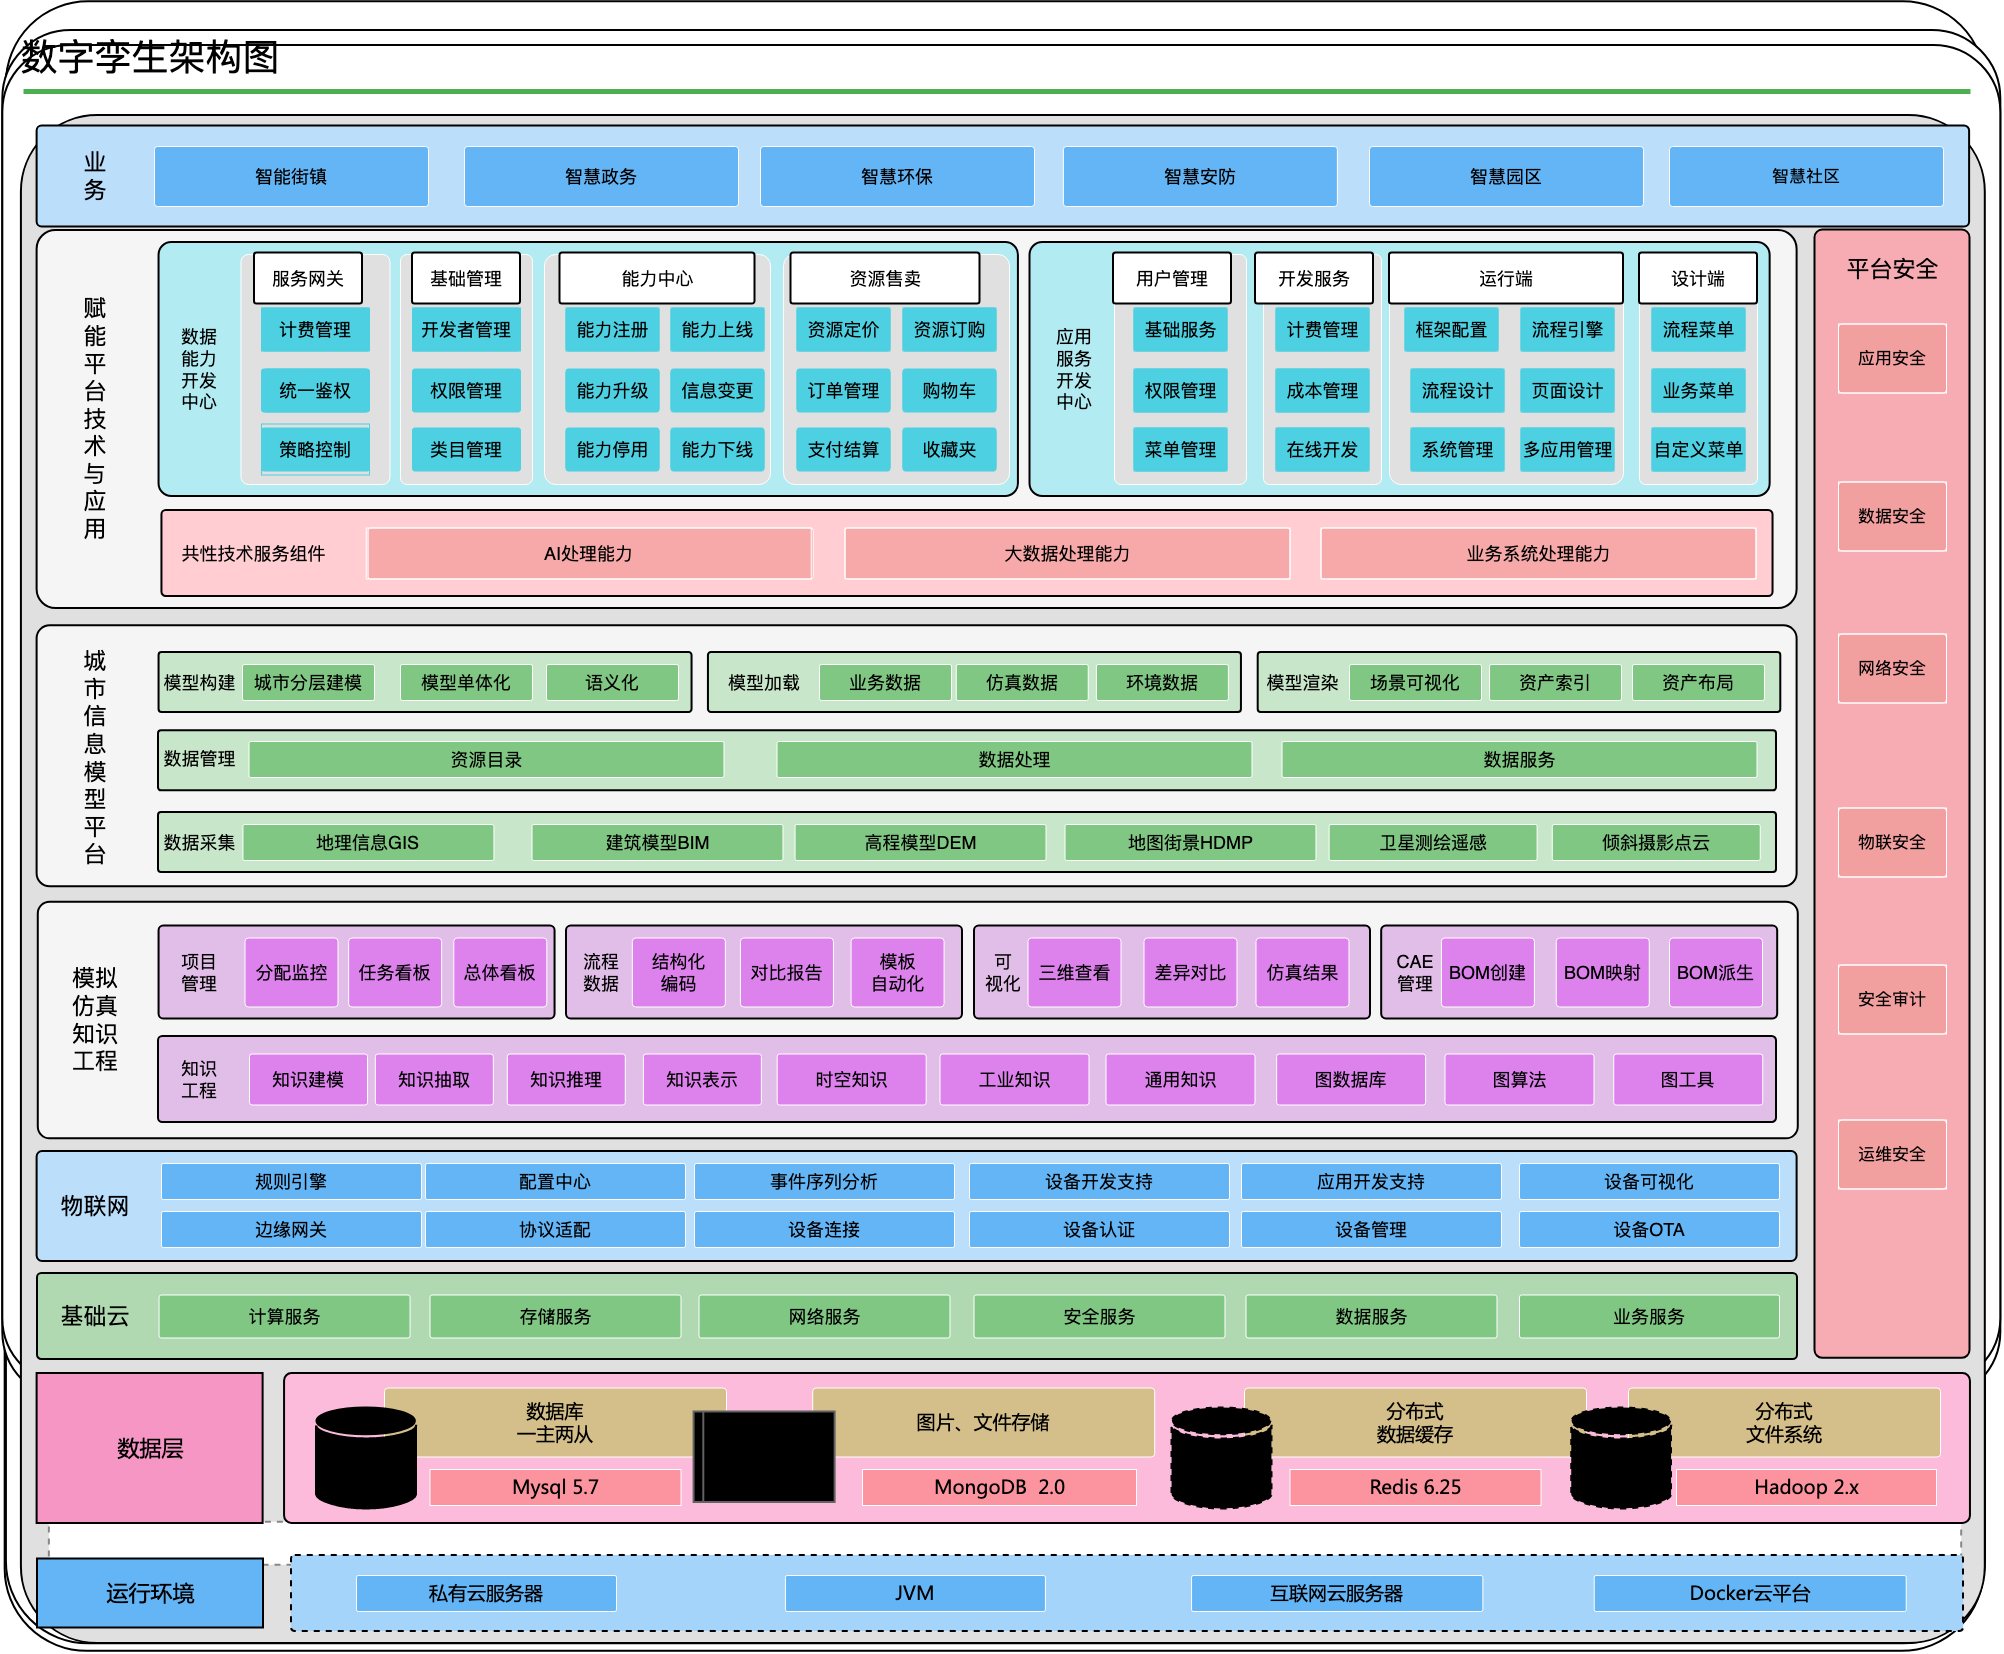 数字孪生架构图
业
务
智能街镇
智慧政务
智慧环保
智慧安防
智慧园区
智慧社区
赋
能
平
台
技
术
与
应
用
数据
能力
开发
中心
服务网关
计费管理
统一鉴权
策略控制
基础管理
开发者管理
权限管理
类目管理
能力中心
能力注册
能力上线
能力升级
信息变更
能力停用
能力下线
资源售卖
资源定价
资源订购
订单管理
购物车
支付结算
收藏夹
应用
服务
开发
中心
用户管理
基础服务
权限管理
菜单管理
开发服务
计费管理
成本管理
在线开发
运行端
框架配置
流程引擎
流程设计
页面设计
系统管理
多应用管理
设计端
流程菜单
业务菜单
自定义菜单
共性技术服务组件
AI处理能力
大数据处理能力
业务系统处理能力
平台安全
应用安全
数据安全
网络安全
物联安全
安全审计
运维安全
城
市
信
息
模
型
平
台
模型构建
城市分层建模
模型单体化
语义化
模型加载
业务数据
仿真数据
环境数据
模型渲染
场景可视化
资产索引
资产布局
数据管理
资源目录
数据处理
数据服务
数据采集
地理信息GIS
建筑模型BIM
高程模型DEM
地图街景HDMP
卫星测绘遥感
倾斜摄影点云
模拟
仿真
知识
工程
项目
管理
分配监控
任务看板
总体看板
流程
数据
结构化
编码
对比报告
模板
自动化
可
视化
三维查看
差异对比
仿真结果
CAE
管理
BOM创建
BOM映射
BOM派生
知识
工程
知识建模
知识抽取
知识推理
知识表示
时空知识
工业知识
通用知识
图数据库
图算法
图工具
物联网
规则引擎
配置中心
事件序列分析
设备开发支持
应用开发支持
设备可视化
边缘网关
协议适配
设备连接
设备认证
设备管理
设备OTA
基础云
计算服务
存储服务
网络服务
安全服务
数据服务
业务服务
数据层
数据库
一主两从
Mysql 5.7
图片、文件存储
MongoDB  2.0
分布式
数据缓存
Redis 6.25
分布式
文件系统
Hadoop 2.x
运行环境
私有云服务器
JVM
互联网云服务器
Docker云平台